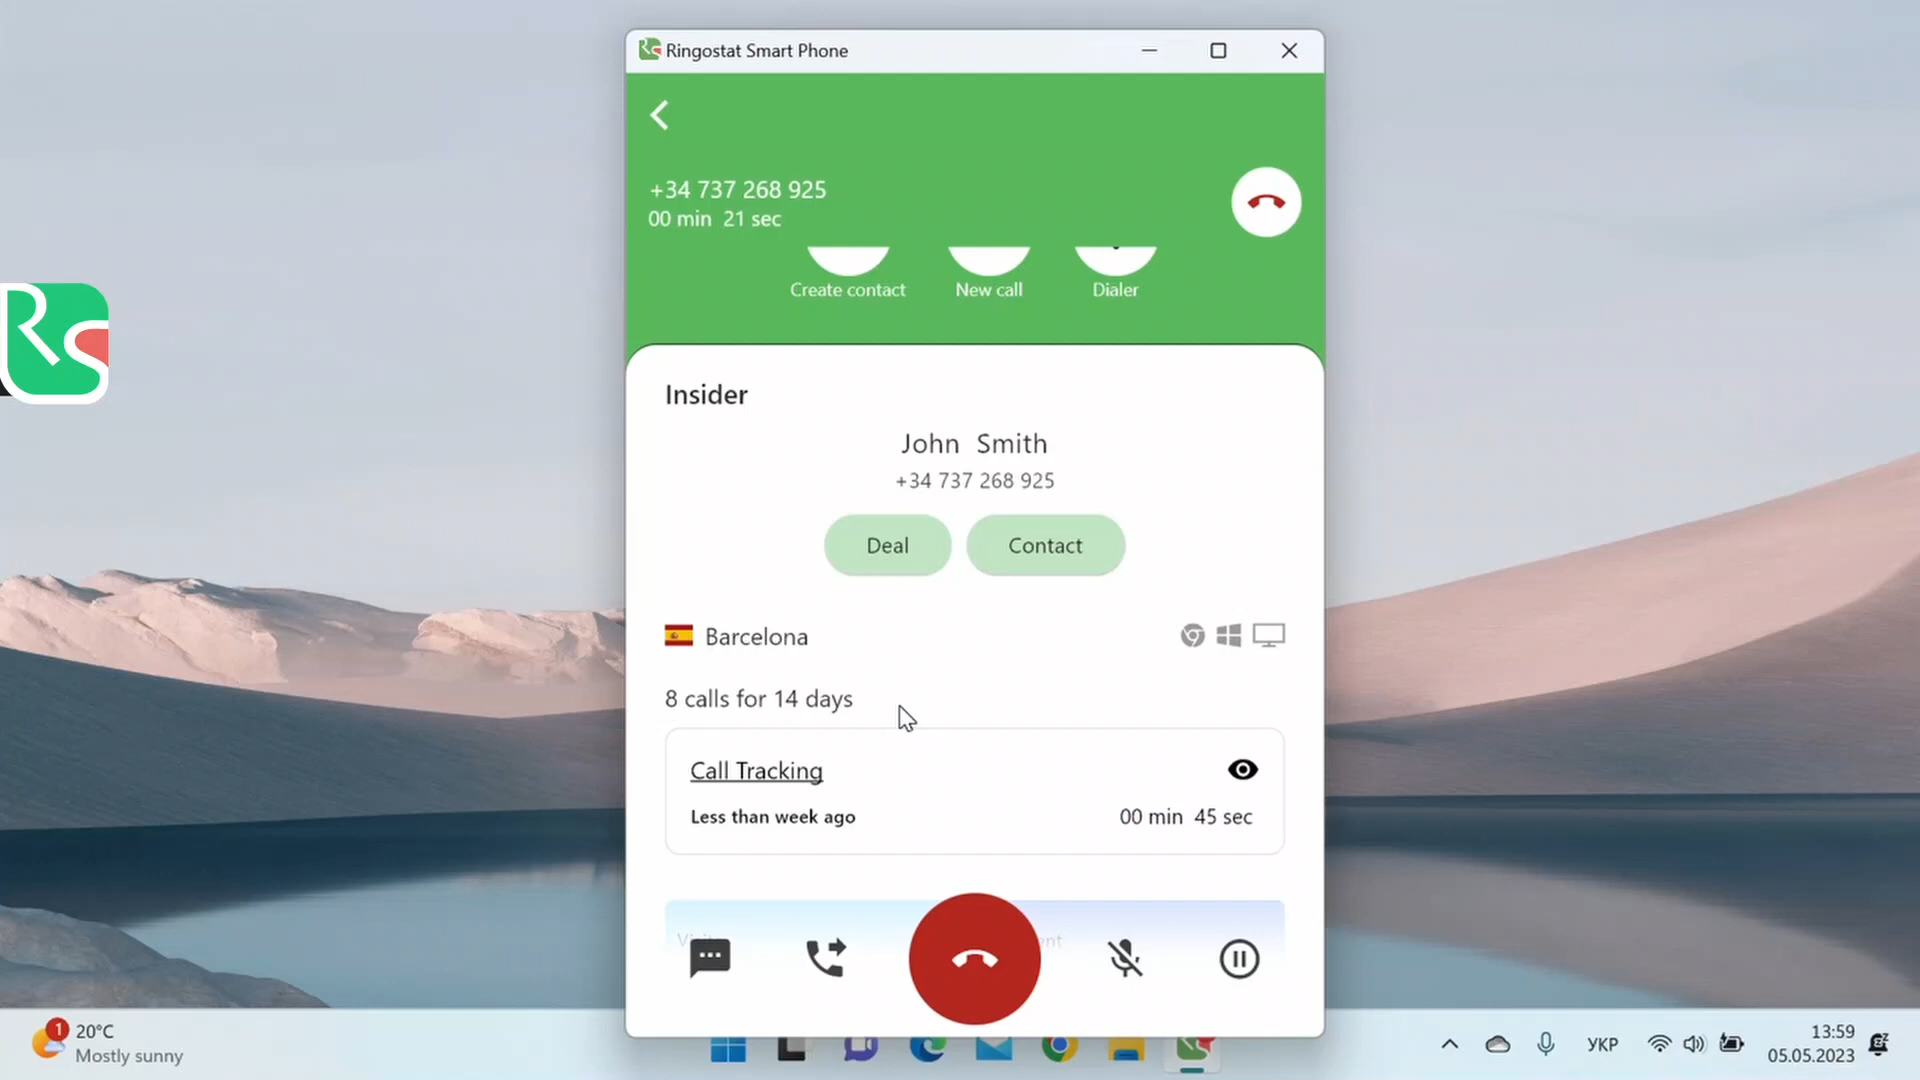 Ringostat Smart Phone
+34 737 268 925
00 min 21 sec
Create contact
New call
Dialer
Rs
Insider
John Smith
+34 737 268 925
Deal
Contact
Barcelona
8 calls for 14 days
Call Tracking
Less than week ago
00 min 45 sec
1
20°C
Mostly sunny
УКР
13:59
05.05.2023